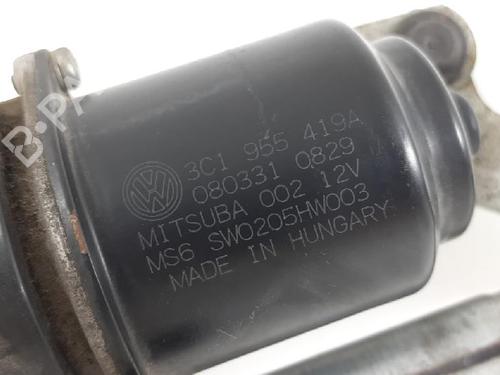 3C1 955 419A
080331 0829
MITSUBA 002 12V
MS6 SW0205HW003
MADE IN HUNGARY